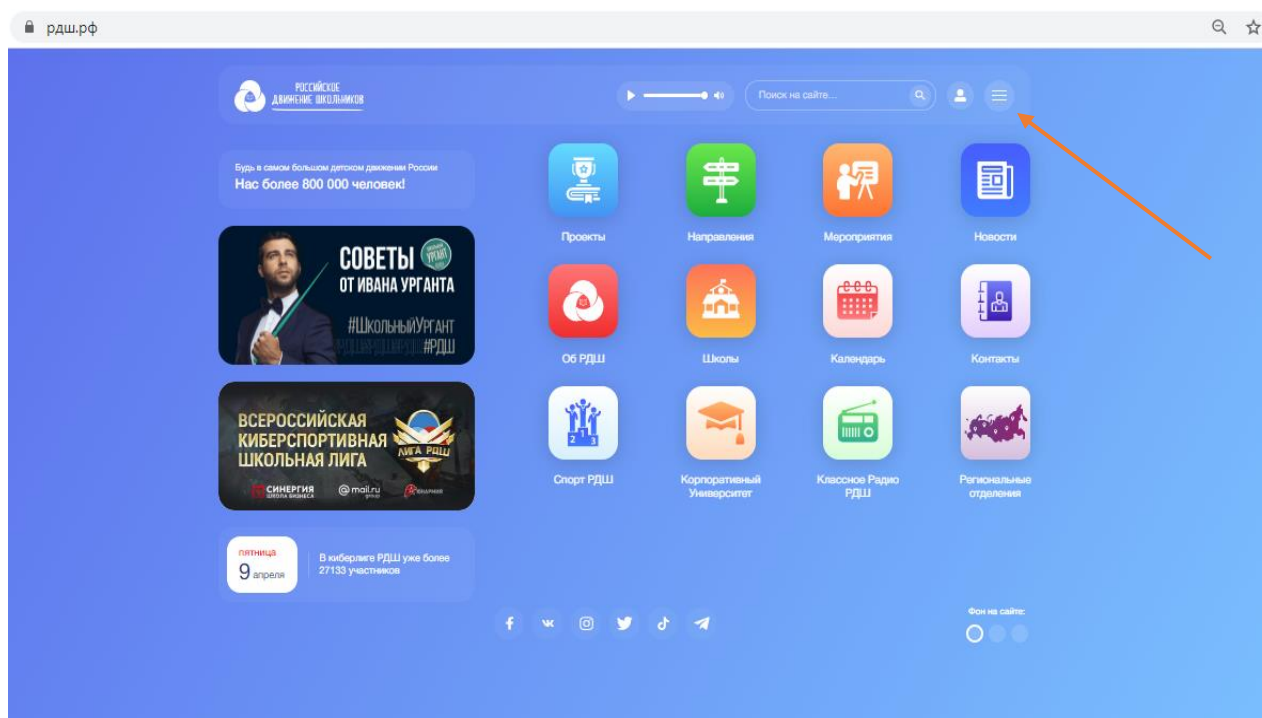 рдш.рф
РОССИЙСКОЕ
ДВИЖЕНИЕ ШКОЛЬНИКОВ
Поиск на сайте...
Будь в самом большом детском движении России
Нас более 800 000 человек!
СОВЕТЫ
ОТ ИВАНА УРГАНТА
#ШкольныйУргант
#РДШ
ВСЕРОССИЙСКАЯ
КИБЕРСПОРТИВНАЯ
ШКОЛЬНАЯ ЛИГА
ЛИГА РДШ
СИНЕРГИЯ
ШКОЛА БИЗНЕСА
@mail.ru
group
пятница
9 апреля
В киберлиге РДШ уже более
27133 участников
Проекты
Направления
Мероприятия
Новости
Об РДШ
Школы
Календарь
Контакты
Спорт РДШ
Корпоративный
Университет
Классное Радио
РДШ
Региональные
отделения
Фон на сайте: